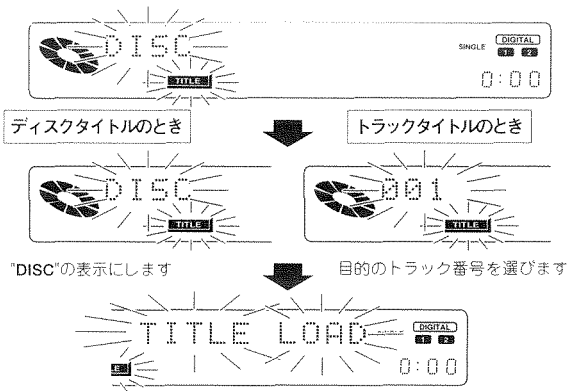 DISC
SINGLE DIGITAL
1 2
TITLE
0:00
ディスクタイトルのとき
トラックタイトルのとき
DISC
001
TITLE
TITLE
"DISC"の表示にします
目的のトラック番号を選びます
TITLE LOAD
DIGITAL
1 2
E
0:00